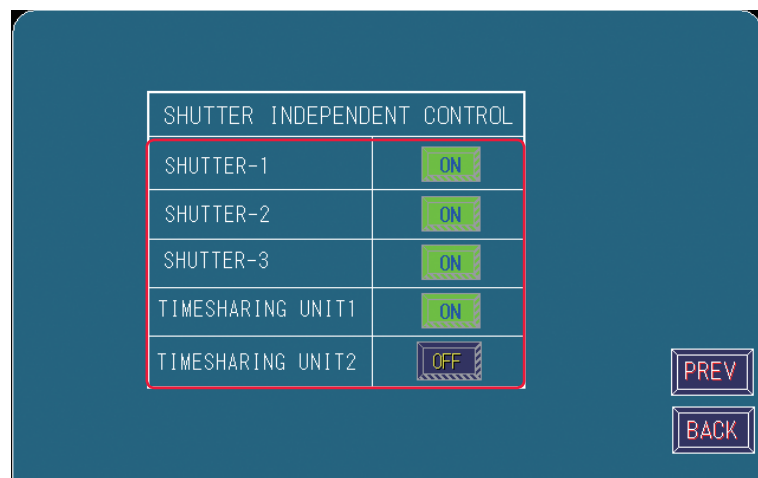 SHUTTER INDEPENDENT CONTROL
SHUTTER-1 ON
SHUTTER-2 ON
SHUTTER-3 ON
TIMESHARING UNIT1 ON
TIMESHARING UNIT2 OFF
PREV
BACK